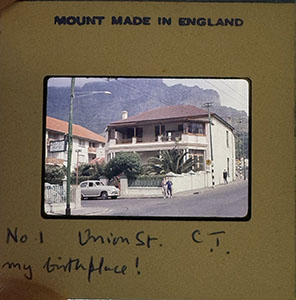 MOUNT MADE IN ENGLAND
No 1 Union St. C.T.
my birthplace!